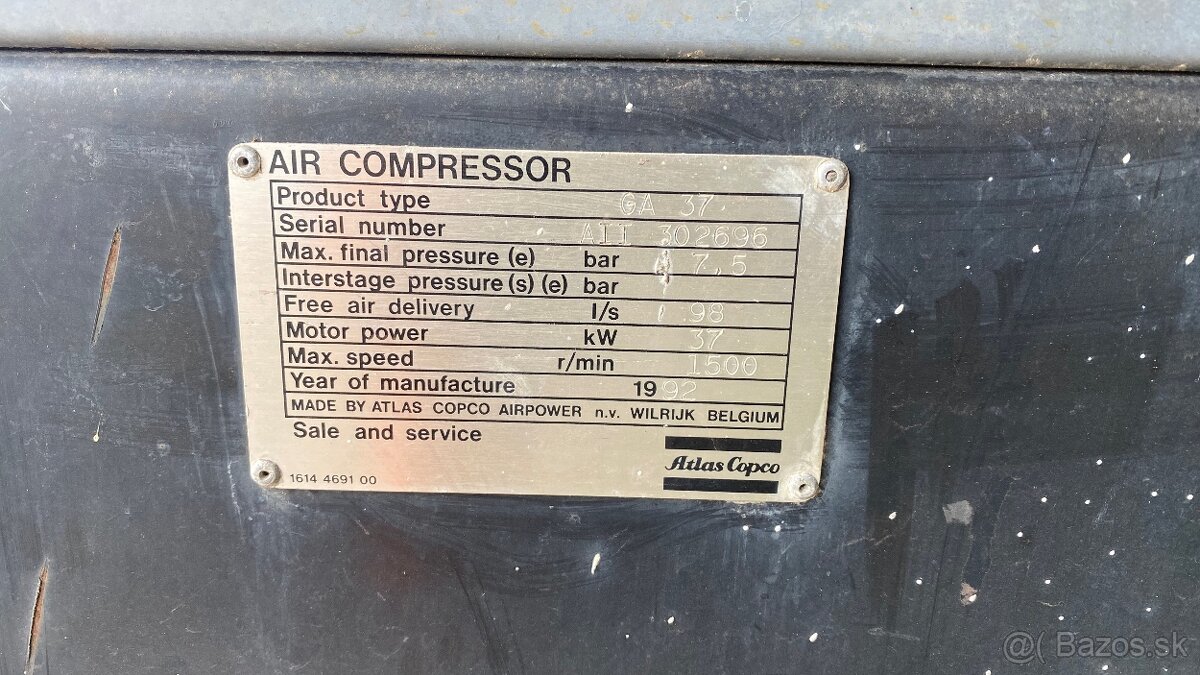 AIR COMPRESSOR
Product type GA 37
Serial number AII 302696
Max. final pressure (e) bar 7,5
Interstage pressure (s) (e) bar
Free air delivery l/s 98
Motor power kW 37
Max. speed r/min 1500
Year of manufacture 1992
MADE BY ATLAS COPCO AIRPOWER n.v. WILRIJK BELGIUM
Sale and service
Atlas Copco
1614 4691 00
@( Bazos.sk